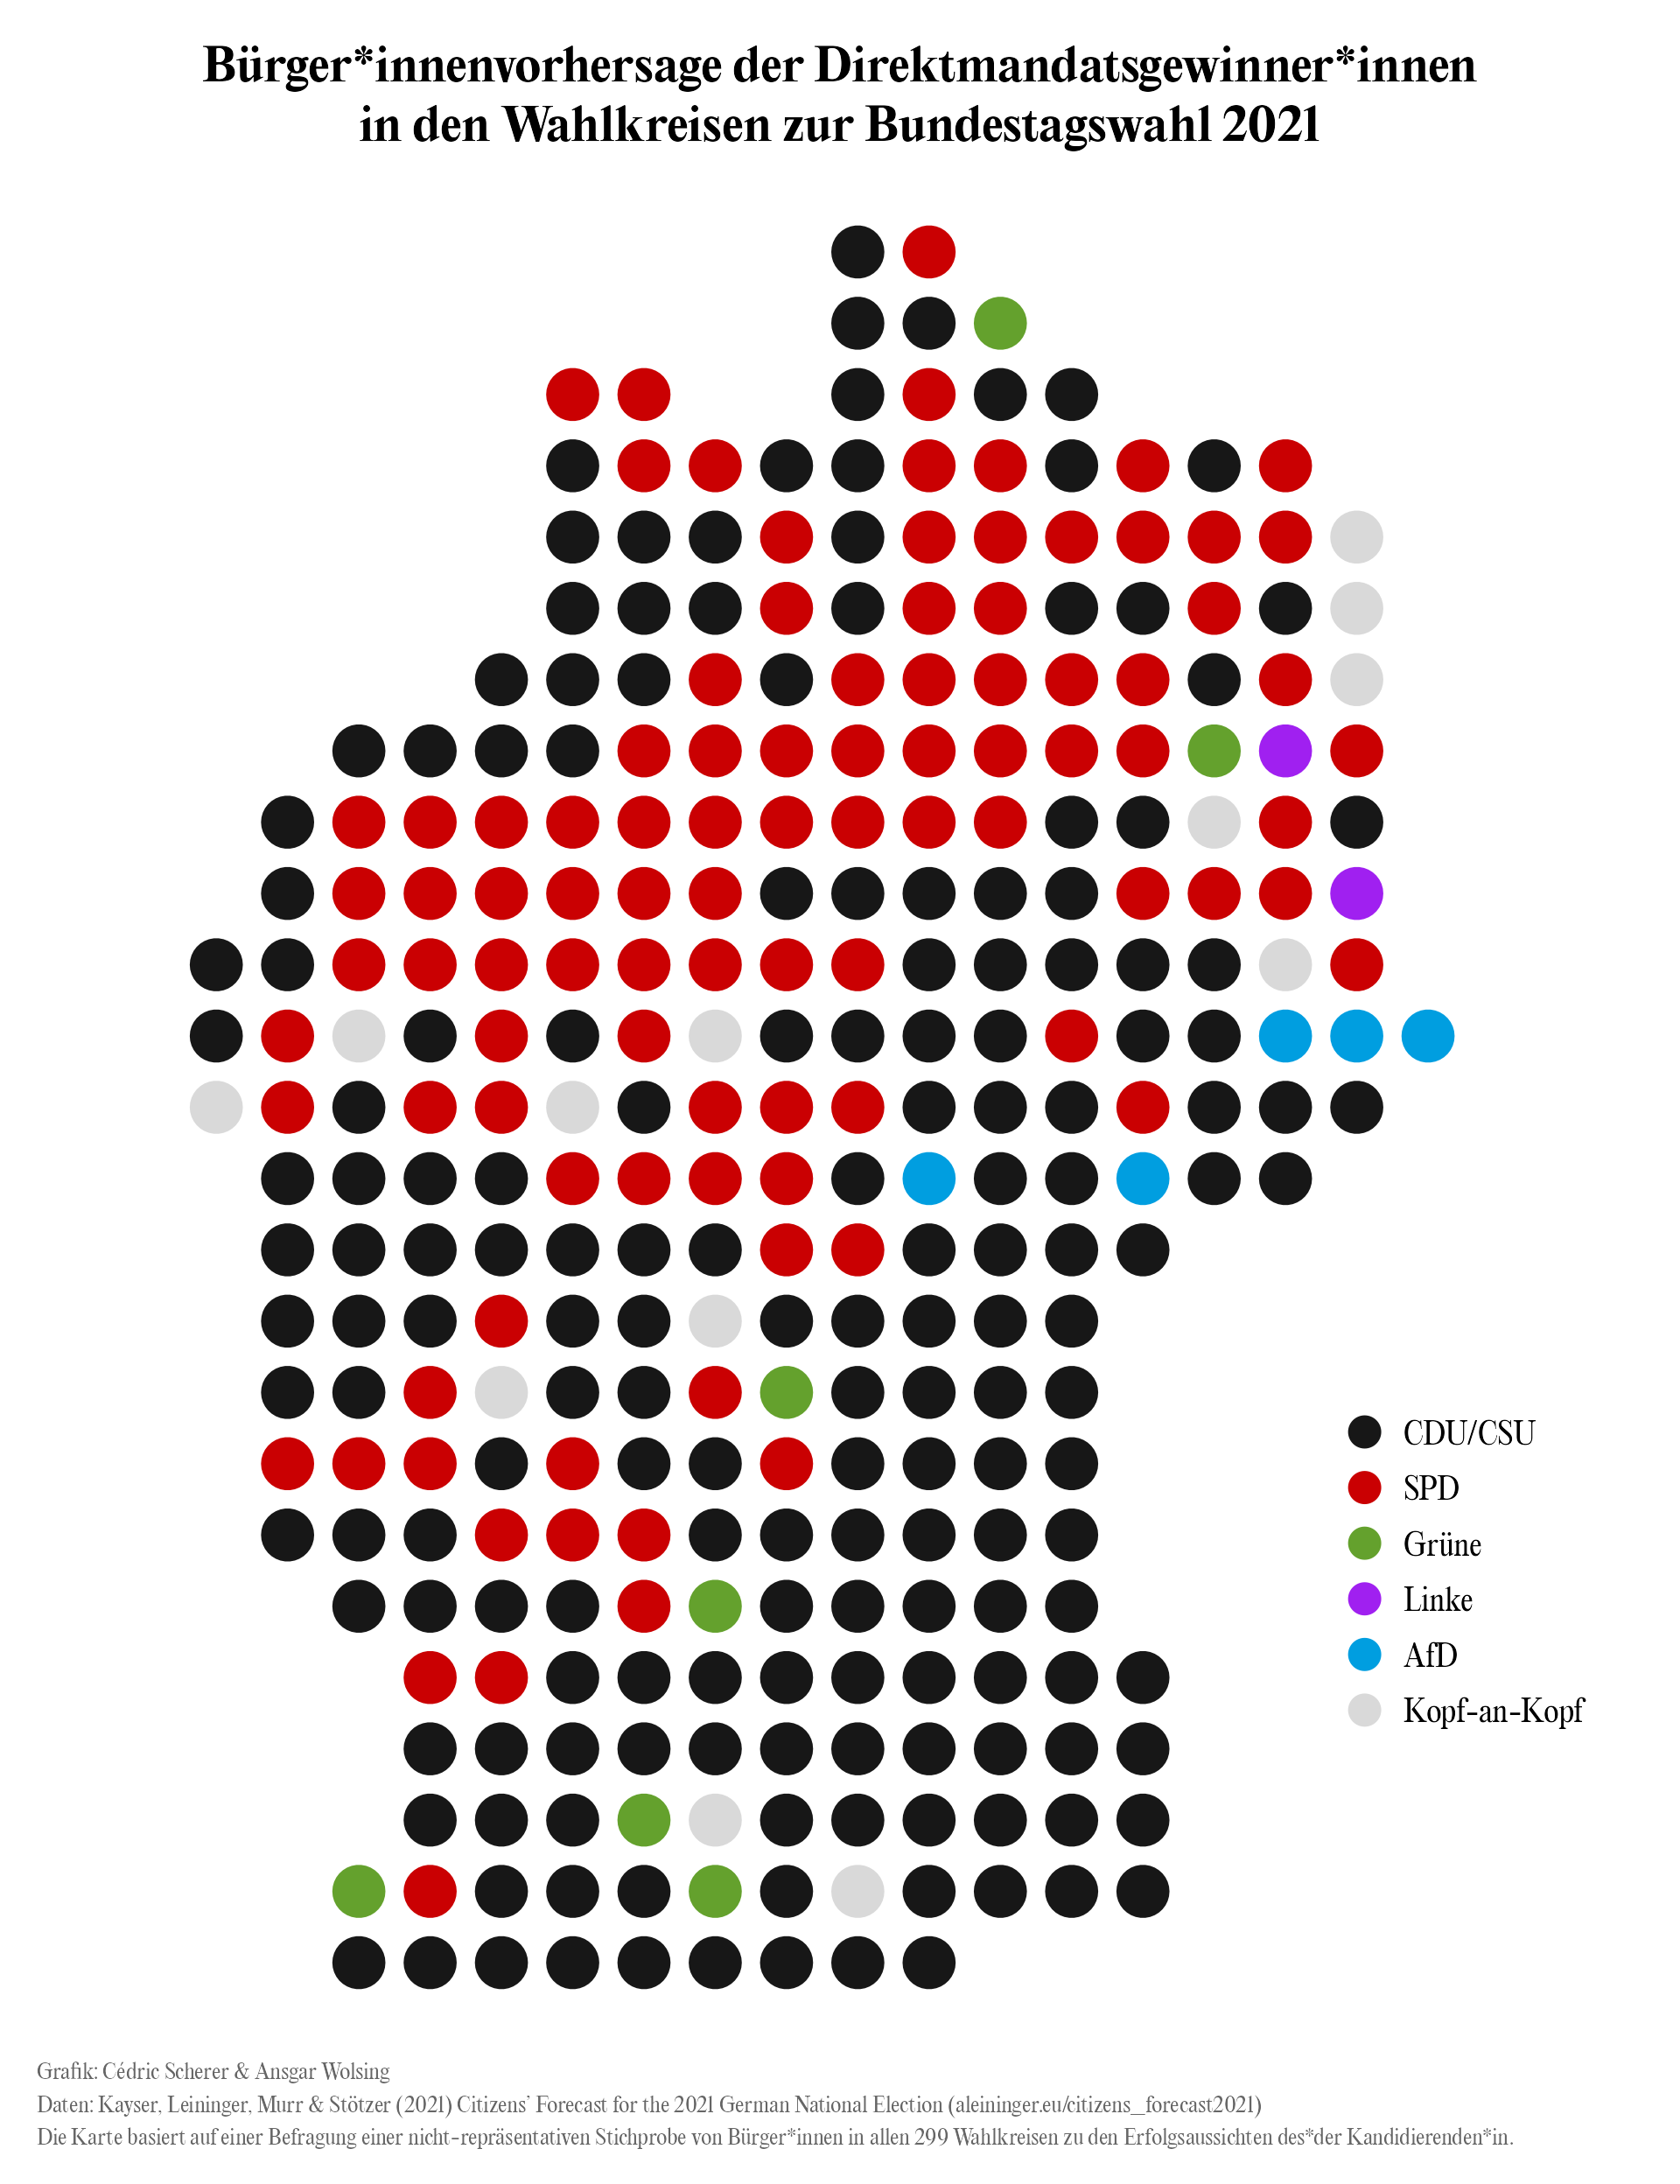 Bürger*innenvorhersage der Direktmandatsgewinner*innen
in den Wahlkreisen zur Bundestagswahl 2021
CDU/CSU
SPD
Grüne
Linke
AfD
Kopf-an-Kopf
Grafik: Cédric Scherer & Ansgar Wolsing
Daten: Kayser, Leininger, Murr & Stötzer (2021) Citizens' Forecast for the 2021 German National Election (aleininger.eu/citizens_forecast2021)
Die Karte basiert auf einer Befragung einer nicht-repräsentativen Stichprobe von Bürger*innen in allen 299 Wahlkreisen zu den Erfolgsaussichten des*der Kandidierenden*in.